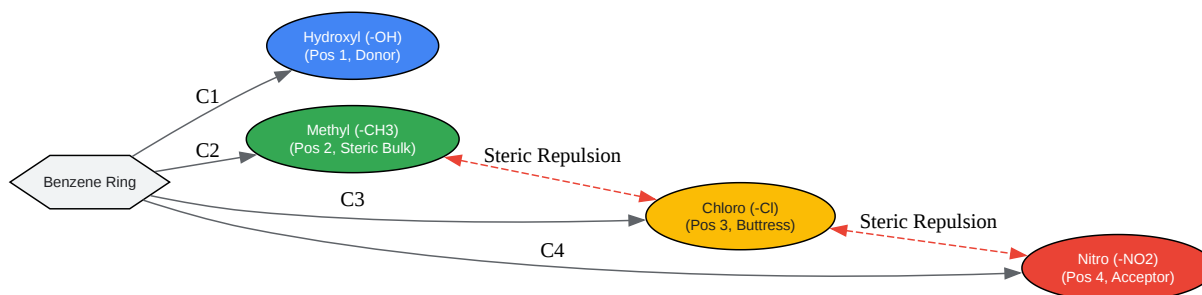 Hydroxyl (-OH)
(Pos 1, Donor)
C1
Methyl (-CH3)
(Pos 2, Steric Bulk)
C2
Steric Repulsion
Benzene Ring
C3
Chloro (-Cl)
(Pos 3, Buttress)
Steric Repulsion
C4
Nitro (-NO2)
(Pos 4, Acceptor)